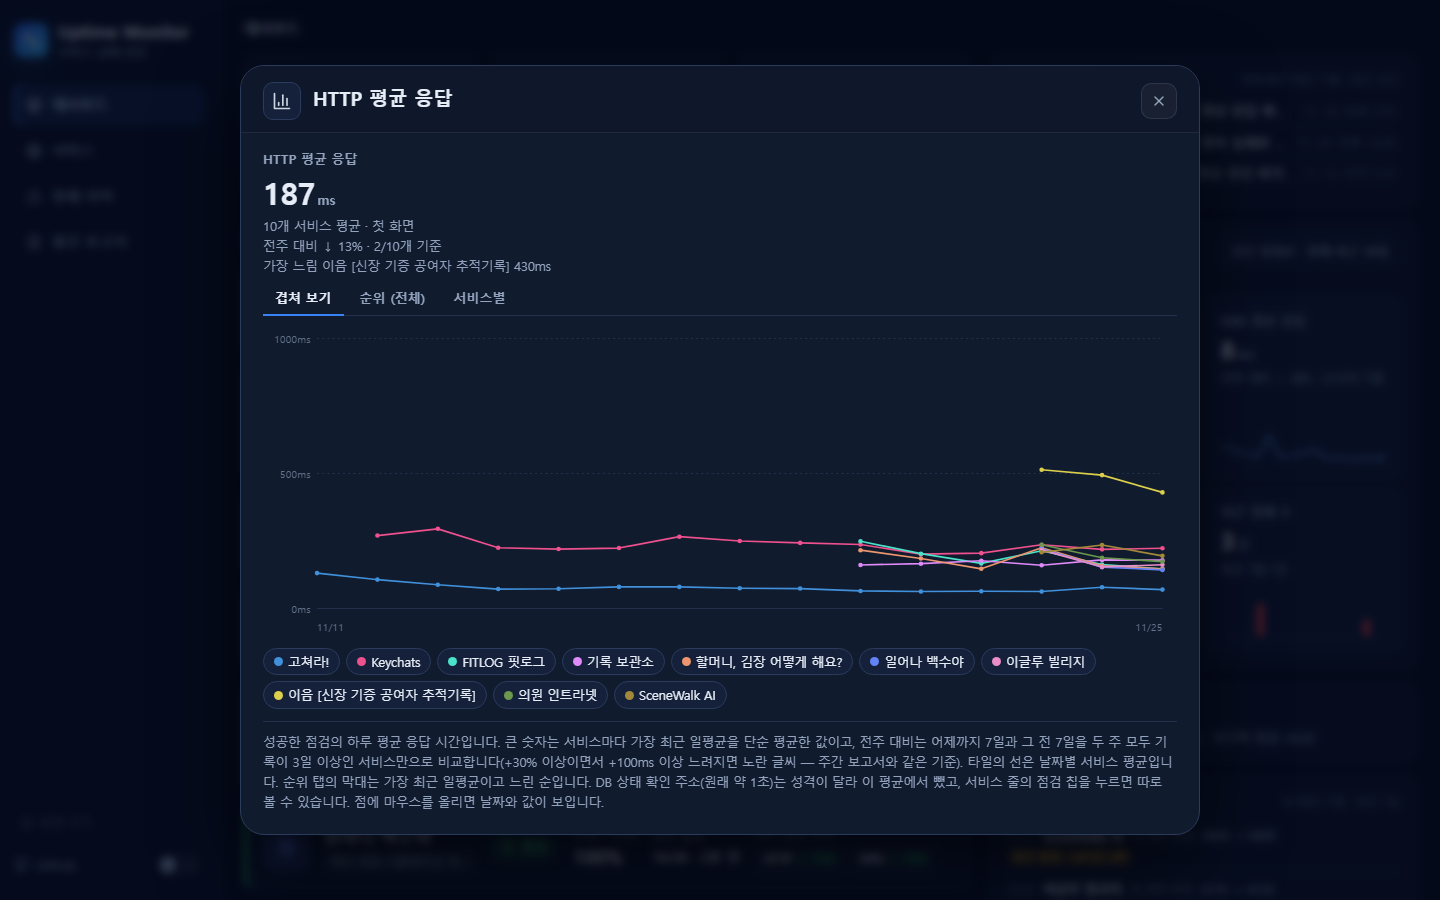 HTTP 평균 응답
HTTP 평균 응답
187 ms
10개 서비스 평균 · 첫 화면
전주 대비 ↓ 13% · 2/10개 기준
가장 느림 이음 [신장 기증 공여자 추적기록] 430ms
겹쳐 보기 순위 (전체) 서비스별
1000ms
500ms
0ms
11/11 11/25
고쳐라! Keychats FITLOG 핏로그 기록 보관소 할머니, 김장 어떻게 해요? 일어나 백수야 이글루 빌리지
이음 [신장 기증 공여자 추적기록] 의원 인트라넷 SceneWalk AI
성공한 점검의 하루 평균 응답 시간입니다. 큰 숫자는 서비스마다 가장 최근 일평균을 단순 평균한 값이고, 전주 대비는 어제까지 7일과 그 전 7일을 두 주 모두 기
록이 3일 이상인 서비스만으로 비교합니다(+30% 이상이면서 +100ms 이상 느려지면 노란 글씨 — 주간 보고서와 같은 기준). 타일의 선은 날짜별 서비스 평균입니
다. 순위 탭의 막대는 가장 최근 일평균이고 느린 순입니다. DB 상태 확인 주소(원래 약 1초)는 성격이 달라 이 평균에서 뺐고, 서비스 줄의 점검 칩을 누르면 따로
볼 수 있습니다. 점에 마우스를 올리면 날짜와 값이 보입니다.